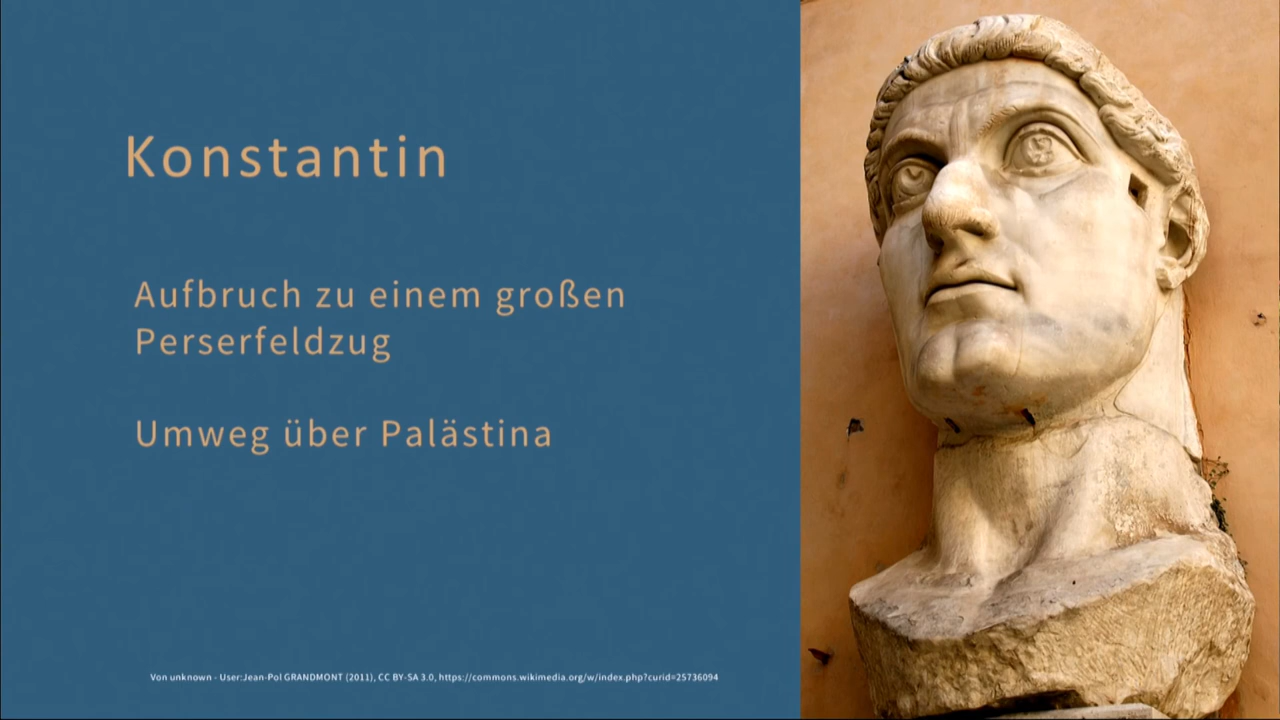 Konstantin
Aufbruch zu einem großen
Perserfeldzug
Umweg über Palästina
Von unknown - User:Jean-Pol GRANDMONT (2011), CC BY-SA 3.0, https://commons.wikimedia.org/w/index.php?curid=25736094